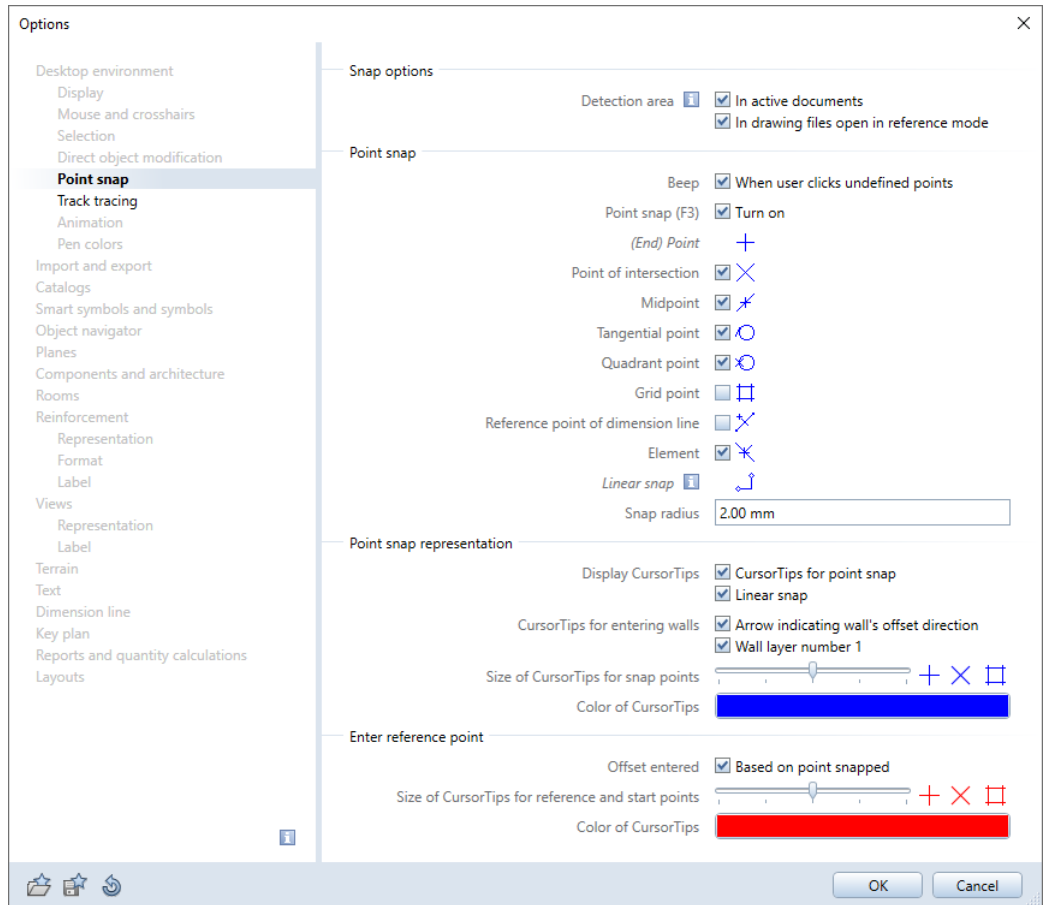 Options
Desktop environment
Display
Mouse and crosshairs
Selection
Direct object modification
Point snap
Track tracing
Animation
Pen colors
Import and export
Catalogs
Smart symbols and symbols
Object navigator
Planes
Components and architecture
Rooms
Reinforcement
Representation
Format
Label
Views
Representation
Label
Terrain
Text
Dimension line
Key plan
Reports and quantity calculations
Layouts
Snap options
Detection area i In active documents
In drawing files open in reference mode
Point snap
Beep When user clicks undefined points
Point snap (F3) Turn on
(End) Point
Point of intersection
Midpoint
Tangential point
Quadrant point
Grid point
Reference point of dimension line
Element
Linear snap i
Snap radius 2.00 mm
Point snap representation
Display CursorTips CursorTips for point snap
Linear snap
CursorTips for entering walls Arrow indicating wall's offset direction
Wall layer number 1
Size of CursorTips for snap points
Color of CursorTips
Enter reference point
Offset entered Based on point snapped
Size of CursorTips for reference and start points
Color of CursorTips
i
OK Cancel